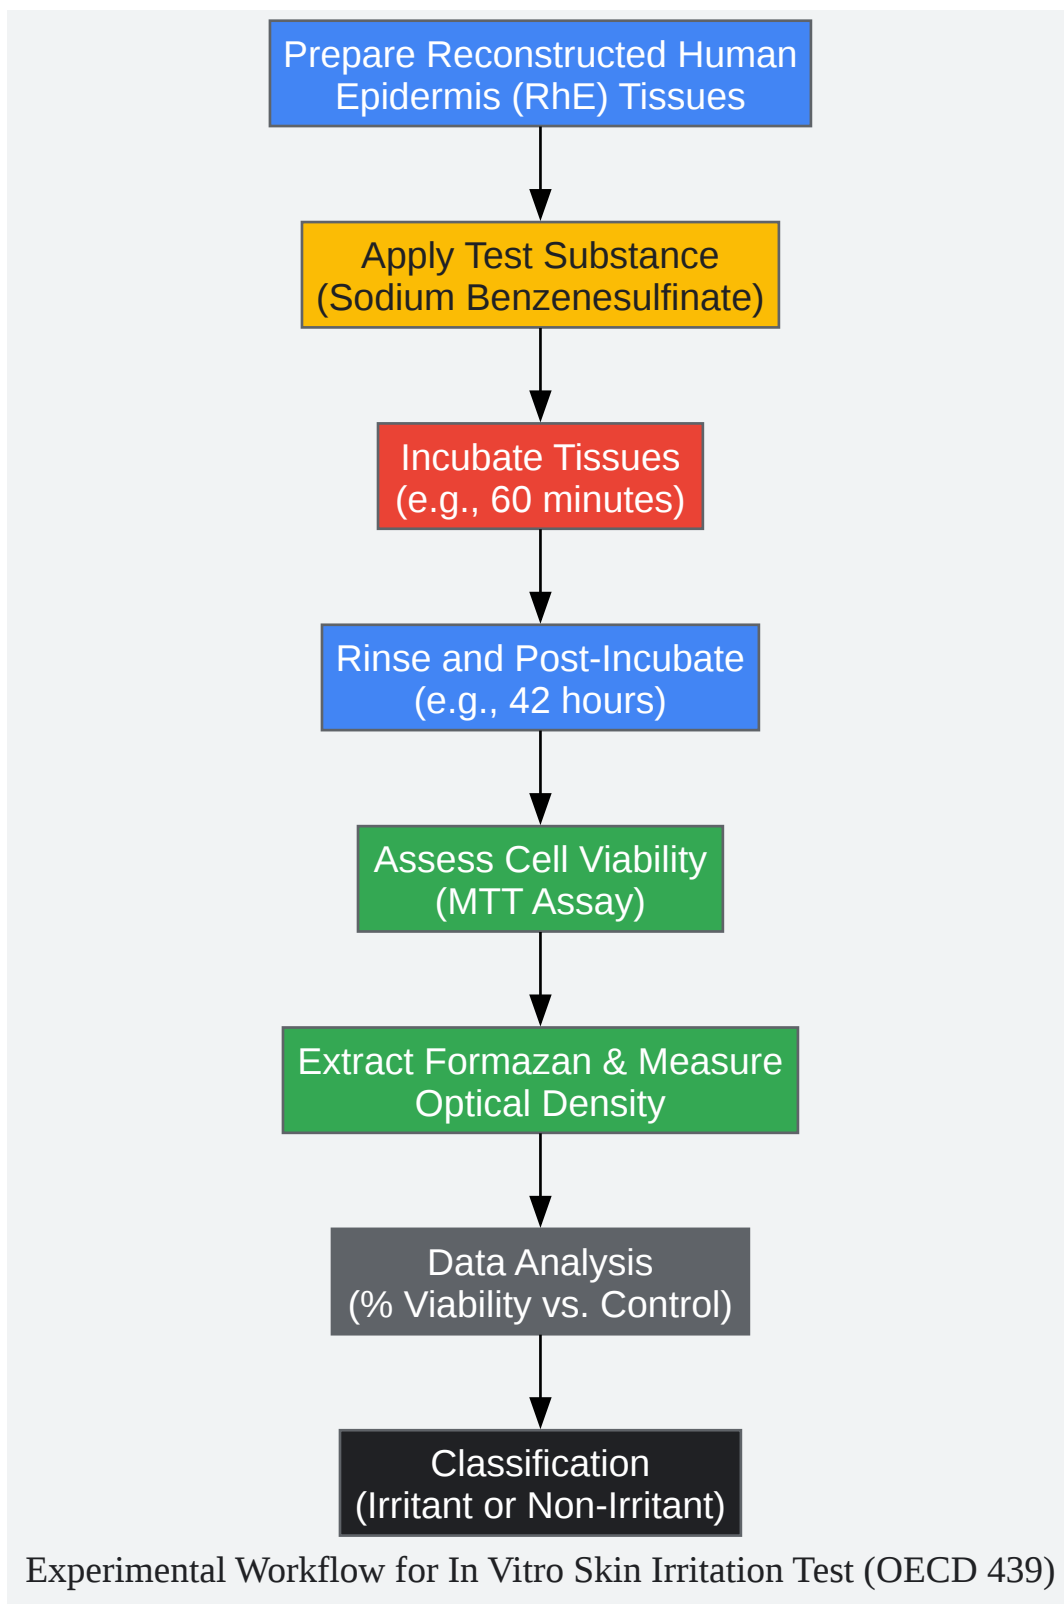 Prepare Reconstructed Human
Epidermis (RhE) Tissues
Apply Test Substance
(Sodium Benzenesulfinate)
Incubate Tissues
(e.g., 60 minutes)
Rinse and Post-Incubate
(e.g., 42 hours)
Assess Cell Viability
(MTT Assay)
Extract Formazan & Measure
Optical Density
Data Analysis
(% Viability vs. Control)
Classification
(Irritant or Non-Irritant)
Experimental Workflow for In Vitro Skin Irritation Test (OECD 439)